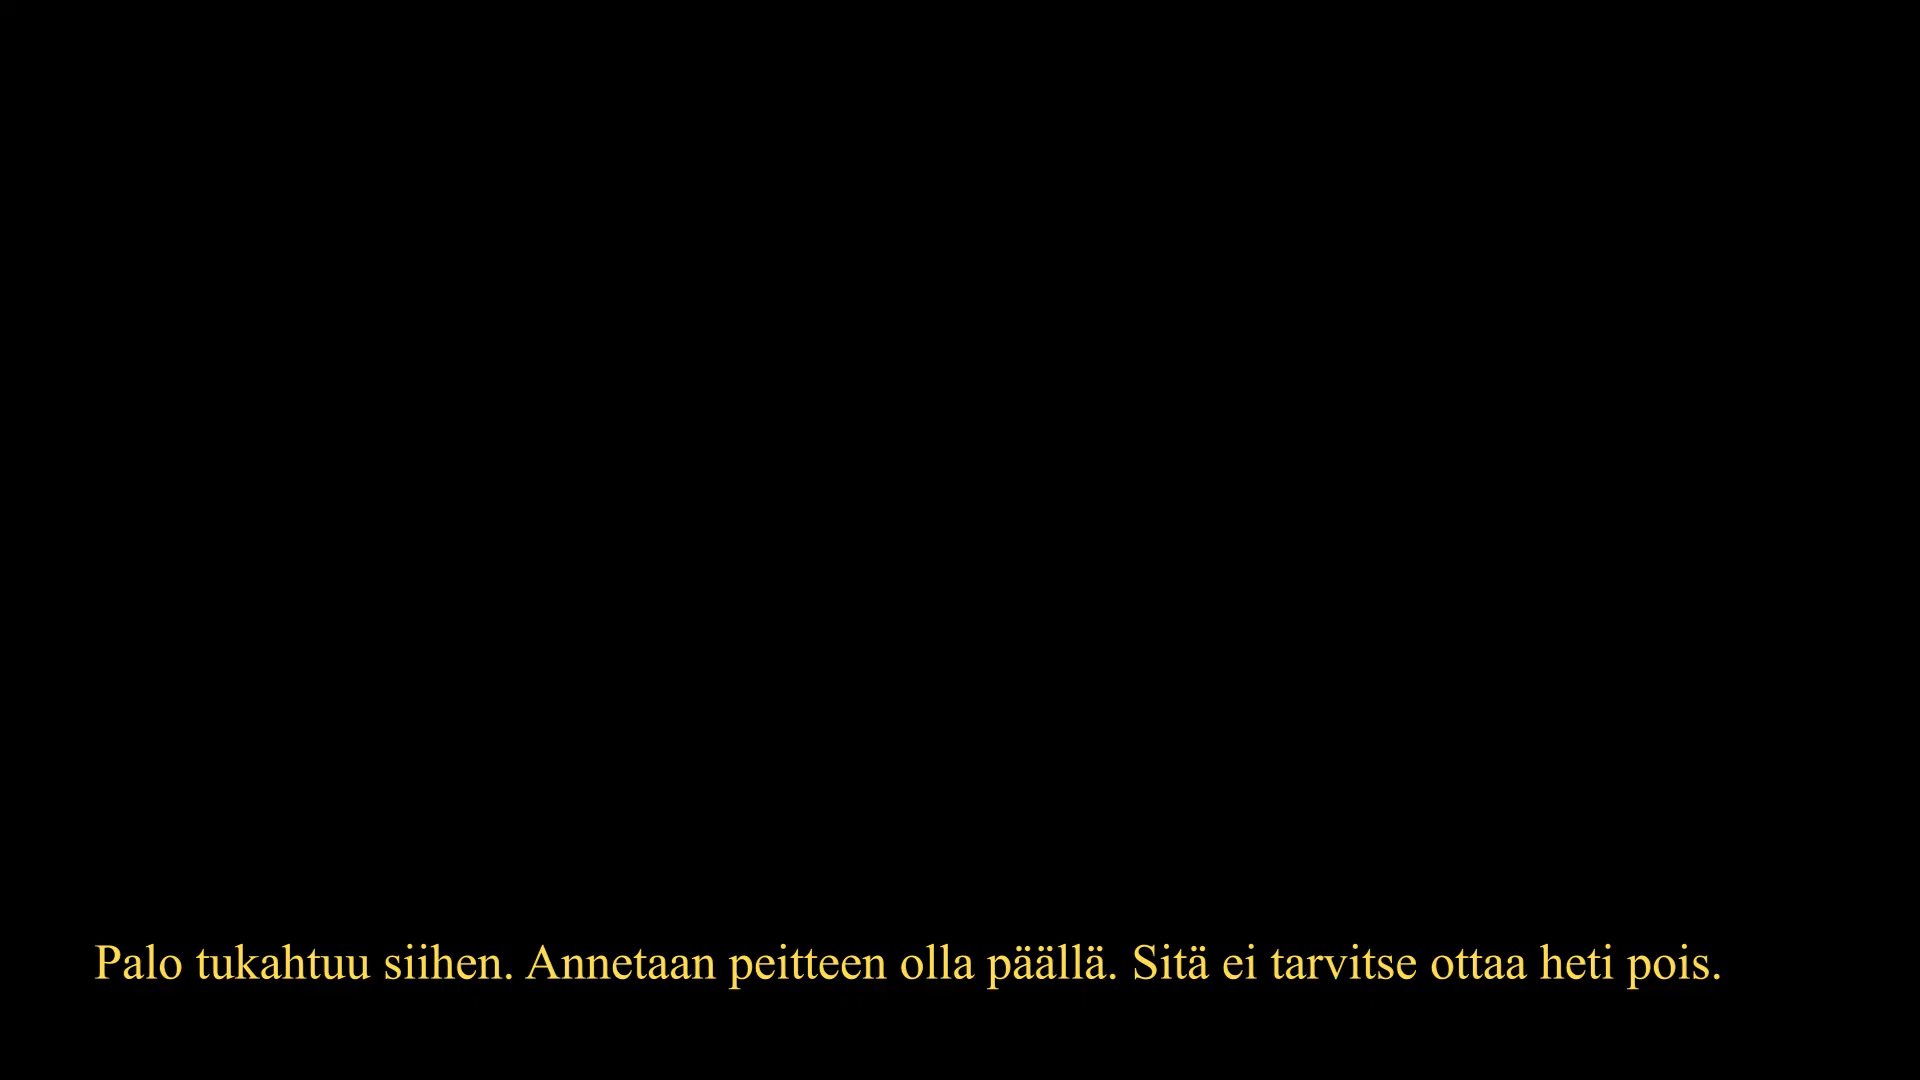 Palo tukahtuu siihen. Annetaan peitteen olla päällä. Sitä ei tarvitse ottaa heti pois.